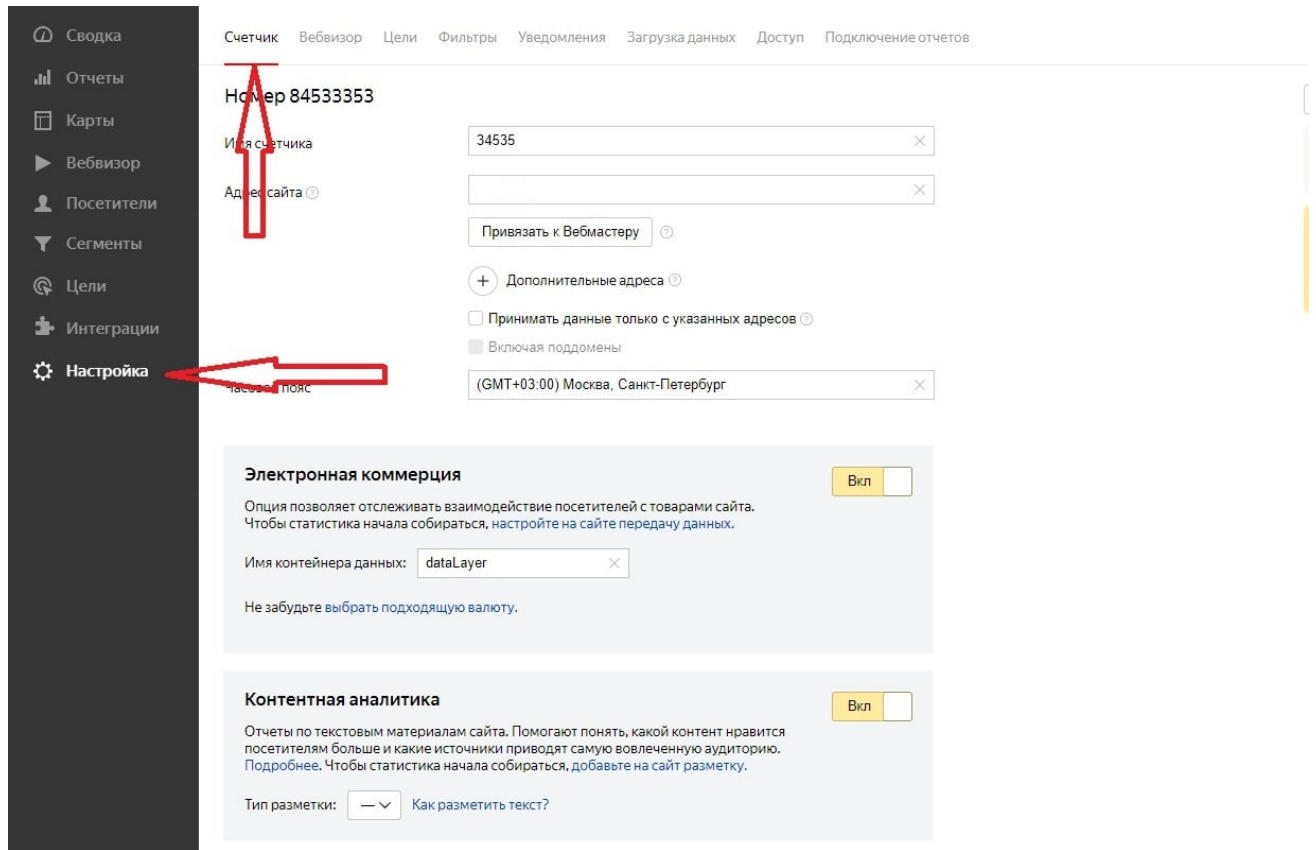 Сводка
Отчеты
Карты
Вебвизор
Посетители
Сегменты
Цели
Интеграции
Настройка
Счетчик Вебвизор Цели Фильтры Уведомления Загрузка данных Доступ Подключение отчетов
Номер 84533353
Имя счетчика
34535
Адрес сайта
Привязать к Вебмастеру
Дополнительные адреса
Принимать данные только с указанных адресов
Включая поддомены
Часовой пояс
(GMT+03:00) Москва, Санкт-Петербург
Электронная коммерция
Вкл
Опция позволяет отслеживать взаимодействие посетителей с товарами сайта.
Чтобы статистика начала собираться, настройте на сайте передачу данных.
Имя контейнера данных: dataLayer
Не забудьте выбрать подходящую валюту.
Контентная аналитика
Вкл
Отчеты по текстовым материалам сайта. Помогают понять, какой контент нравится
посетителям больше и какие источники приводят самую вовлеченную аудиторию.
Подробнее. Чтобы статистика начала собираться, добавьте на сайт разметку.
Тип разметки: — Как разметить текст?